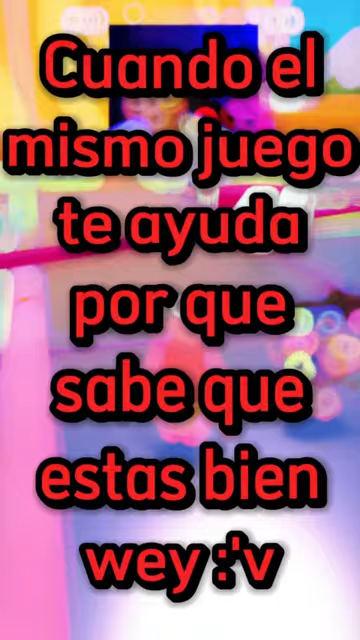 Cuando el
mismo juego
te ayuda
por que
sabe que
estas bien
wey :'v